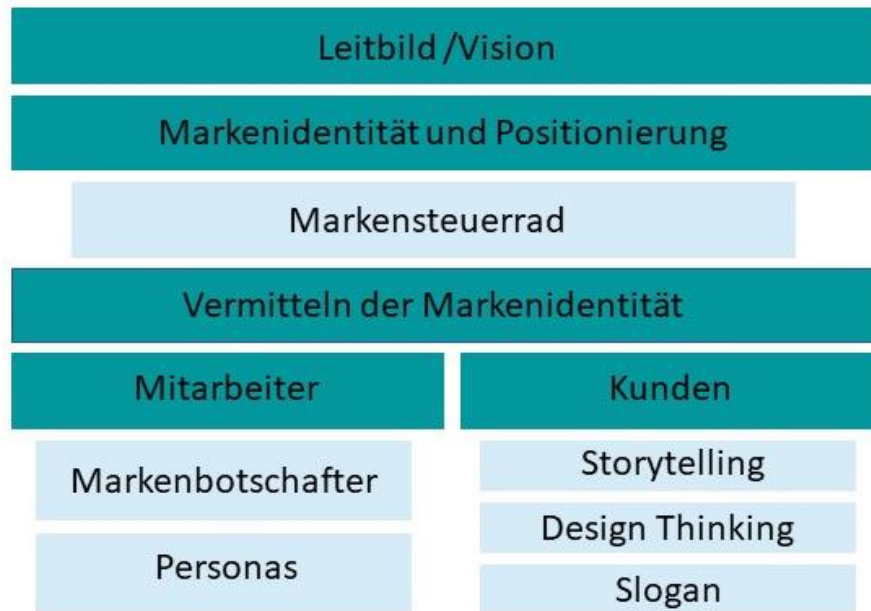 Leitbild /Vision
Markenidentität und Positionierung
Markensteuerrad
Vermitteln der Markenidentität
Mitarbeiter
Kunden
Markenbotschafter
Personas
Storytelling
Design Thinking
Slogan